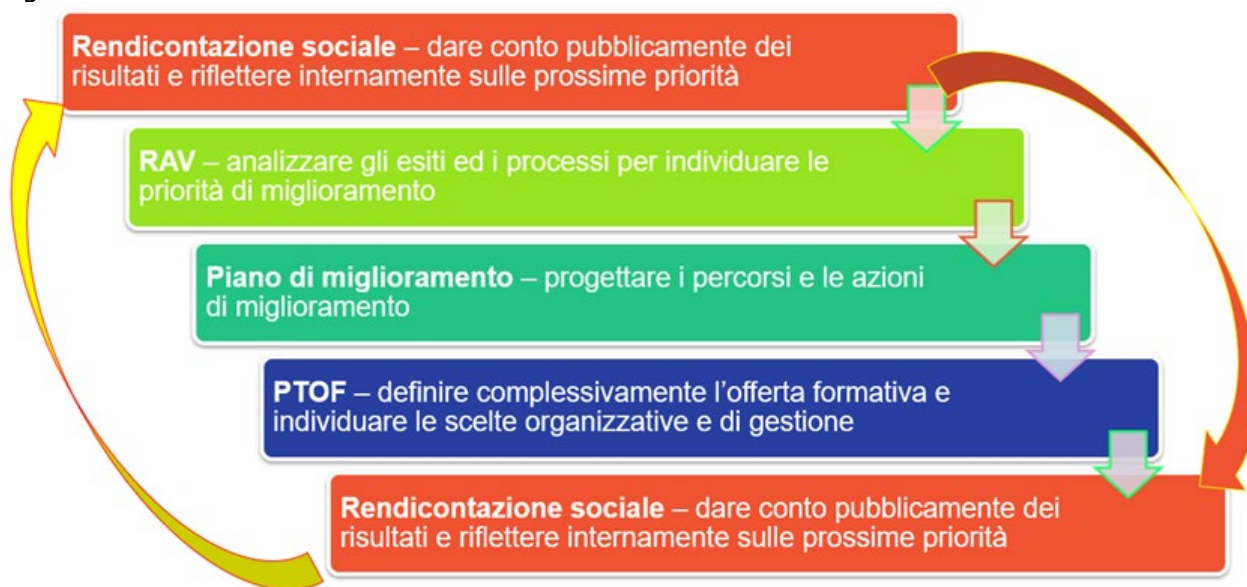 Rendicontazione sociale – dare conto pubblicamente dei
risultati e riflettere internamente sulle prossime priorità
RAV – analizzare gli esiti ed i processi per individuare le
priorità di miglioramento
Piano di miglioramento – progettare i percorsi e le azioni
di miglioramento
PTOF – definire complessivamente l'offerta formativa e
individuare le scelte organizzative e di gestione
Rendicontazione sociale – dare conto pubblicamente dei
risultati e riflettere internamente sulle prossime priorità